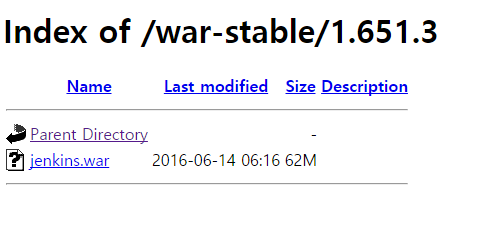 Index of /war-stable/1.651.3
Name Last modified Size Description
Parent Directory -
jenkins.war 2016-06-14 06:16 62M